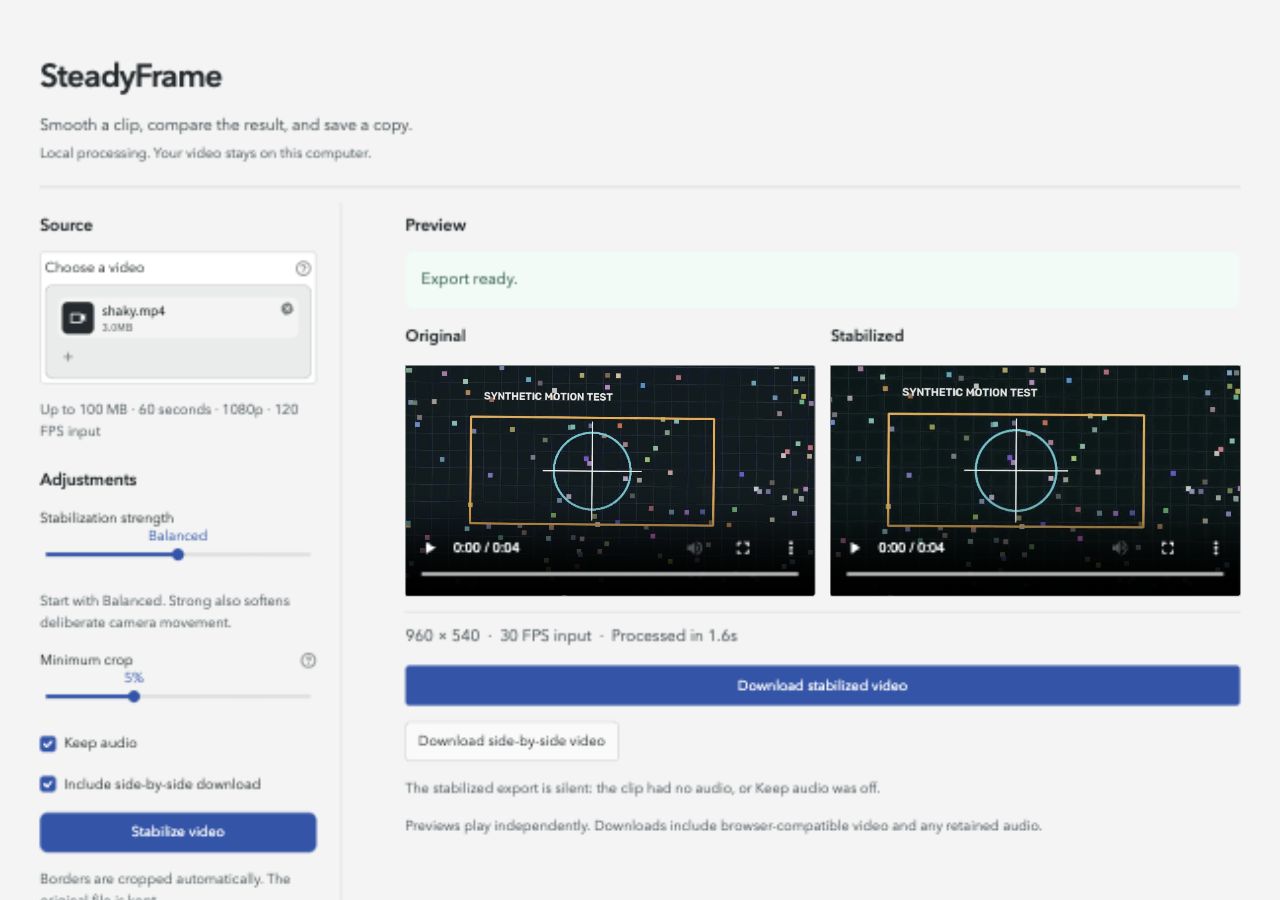 SteadyFrame
Smooth a clip, compare the result, and save a copy.
Local processing. Your video stays on this computer.
Source
Choose a video
shaky.mp4
3.0MB
+
Up to 100 MB · 60 seconds · 1080p · 120
FPS input
Adjustments
Stabilization strength
Balanced
Start with Balanced. Strong also softens
deliberate camera movement.
Minimum crop
5%
Keep audio
Include side-by-side download
Stabilize video
Borders are cropped automatically. The
original file is kept.
Preview
Export ready.
Original
SYNTHETIC MOTION TEST
0:00 / 0:04
Stabilized
SYNTHETIC MOTION TEST
0:00 / 0:04
960 × 540 · 30 FPS input · Processed in 1.6s
Download stabilized video
Download side-by-side video
The stabilized export is silent: the clip had no audio, or Keep audio was off.
Previews play independently. Downloads include browser-compatible video and any retained audio.